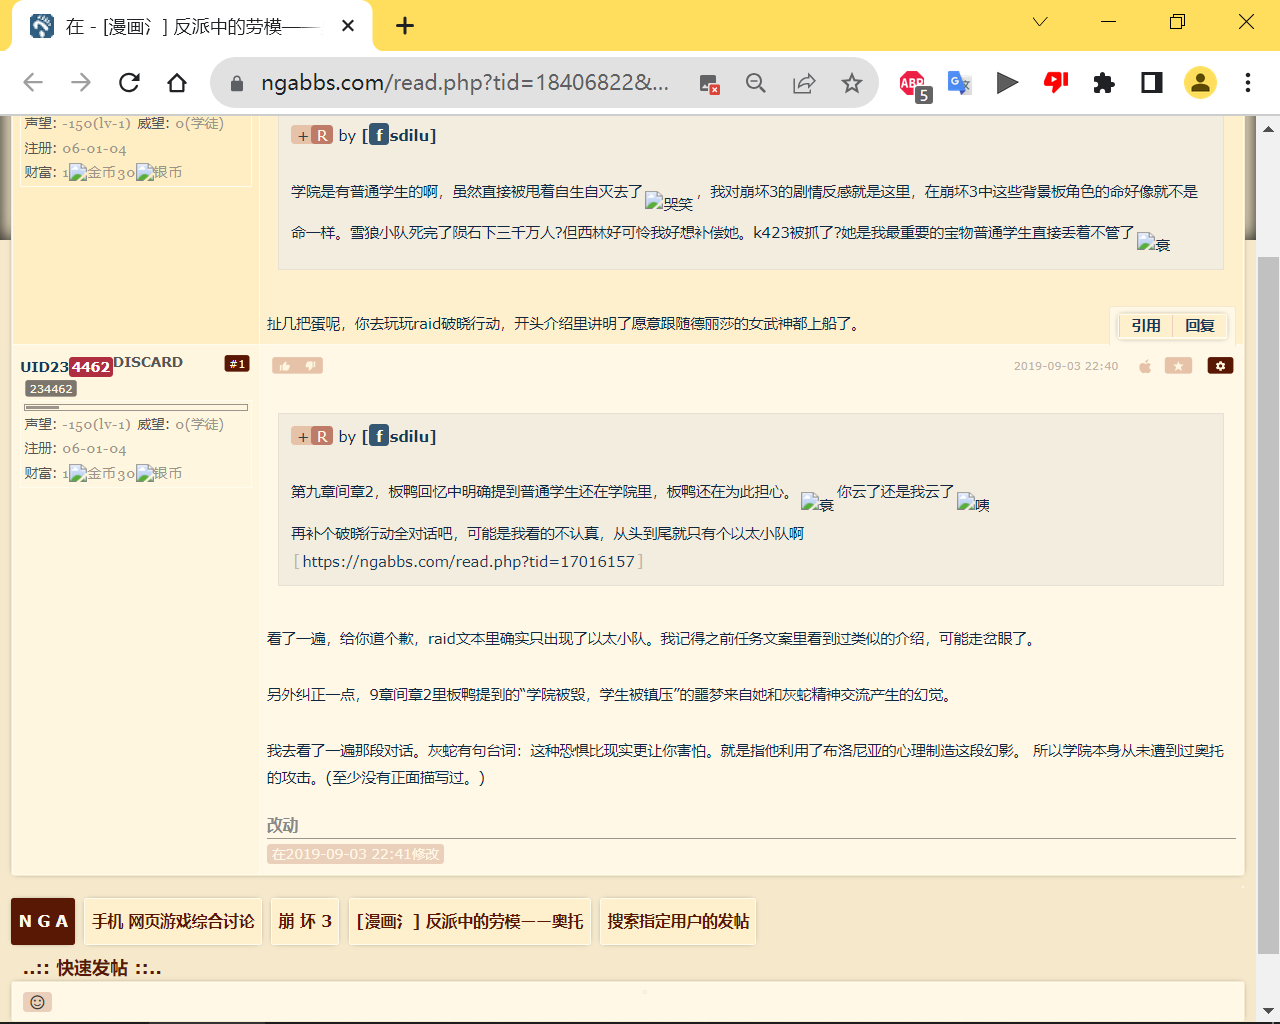 在 - [漫画氵] 反派中的劳模——
ngabbs.com/read.php?tid=18406822&...
ABP
5
声望: -150(lv-1) 威望: 0(学徒)
注册: 06-01-04
财富: 1金币30银币
+ R by [fsdilu]
学院是有普通学生的啊，虽然直接被甩着自生自灭去了哭笑，我对崩坏3的剧情反感就是这里，在崩坏3中这些背景板角色的命好像就不是
命一样。雪狼小队死完了陨石下三千万人?但西林好可怜我好想补偿她。k423被抓了?她是我最重要的宝物普通学生直接丢着不管了衰
扯几把蛋呢，你去玩玩raid破晓行动，开头介绍里讲明了愿意跟随德丽莎的女武神都上船了。
引用 回复
UID234462DISCARD #1
2019-09-03 22:40
234462
声望: -150(lv-1) 威望: 0(学徒)
注册: 06-01-04
财富: 1金币30银币
+ R by [fsdilu]
第九章间章2，板鸭回忆中明确提到普通学生还在学院里，板鸭还在为此担心。衰你云了还是我云了咦
再补个破晓行动全对话吧，可能是我看的不认真，从头到尾就只有个以太小队啊
[https://ngabbs.com/read.php?tid=17016157]
看了一遍，给你道个歉，raid文本里确实只出现了以太小队。我记得之前任务文案里看到过类似的介绍，可能走岔眼了。
另外纠正一点，9章间章2里板鸭提到的“学院被毁，学生被镇压”的噩梦来自她和灰蛇精神交流产生的幻觉。
我去看了一遍那段对话。灰蛇有句台词：这种恐惧比现实更让你害怕。就是指他利用了布洛尼亚的心理制造这段幻影。 所以学院本身从未遭到过奥托
的攻击。(至少没有正面描写过。)
改动
在2019-09-03 22:41修改
N G A
手机 网页游戏综合讨论
崩 坏 3
[漫画氵] 反派中的劳模——奥托
搜索指定用户的发帖
..:: 快速发帖 ::..